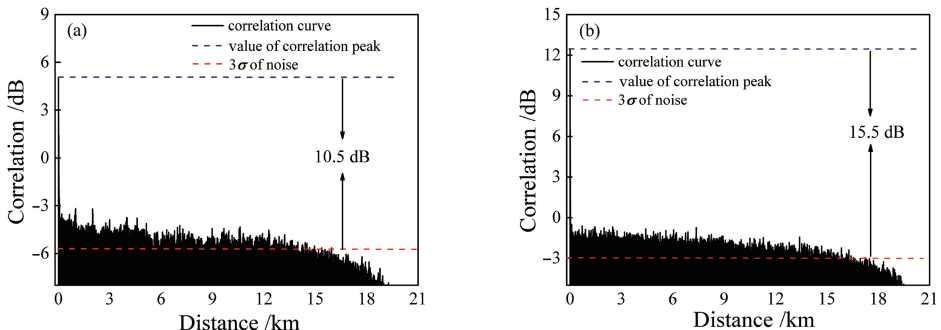 (a)
correlation curve
value of correlation peak
3σ of noise
9
6
3
0
−3
−6
Correlation /dB
10.5 dB
0 3 6 9 12 15 18 21
Distance /km
(b)
correlation curve
value of correlation peak
3σ of noise
15
12
9
6
3
0
−3
Correlation /dB
15.5 dB
0 3 6 9 12 15 18 21
Distance /km